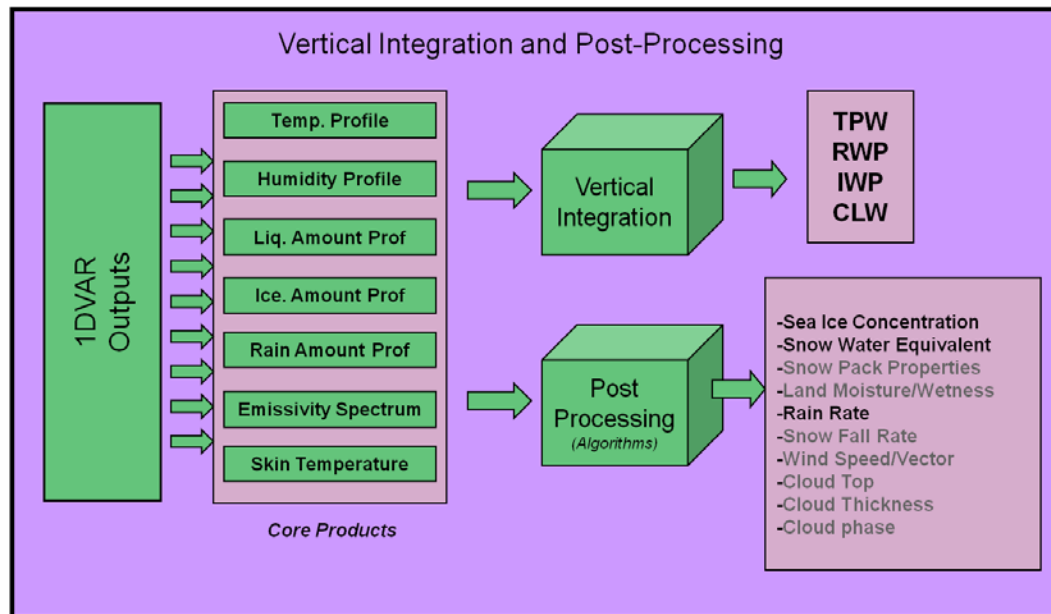 Vertical Integration and Post-Processing
1DVAR
Outputs
Temp. Profile
Humidity Profile
Liq. Amount Prof
Ice. Amount Prof
Rain Amount Prof
Emissivity Spectrum
Skin Temperature
Core Products
Vertical
Integration
TPW
RWP
IWP
CLW
Post
Processing
(Algorithms)
-Sea Ice Concentration
-Snow Water Equivalent
-Snow Pack Properties
-Land Moisture/Wetness
-Rain Rate
-Snow Fall Rate
-Wind Speed/Vector
-Cloud Top
-Cloud Thickness
-Cloud phase